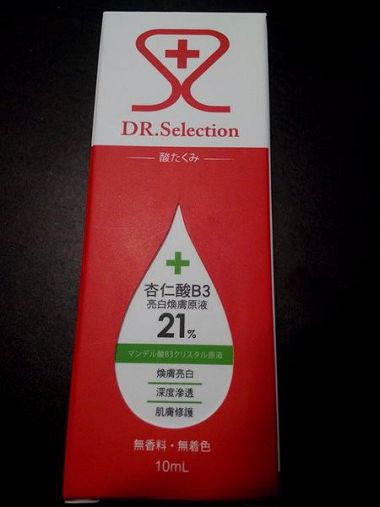 DR.Selection
酸たくみ
杏仁酸B3
亮白煥膚原液
21%
マンデル酸B3クリスタル原液
煥膚亮白
深度滲透
肌膚修護
無香料・無着色
10mL